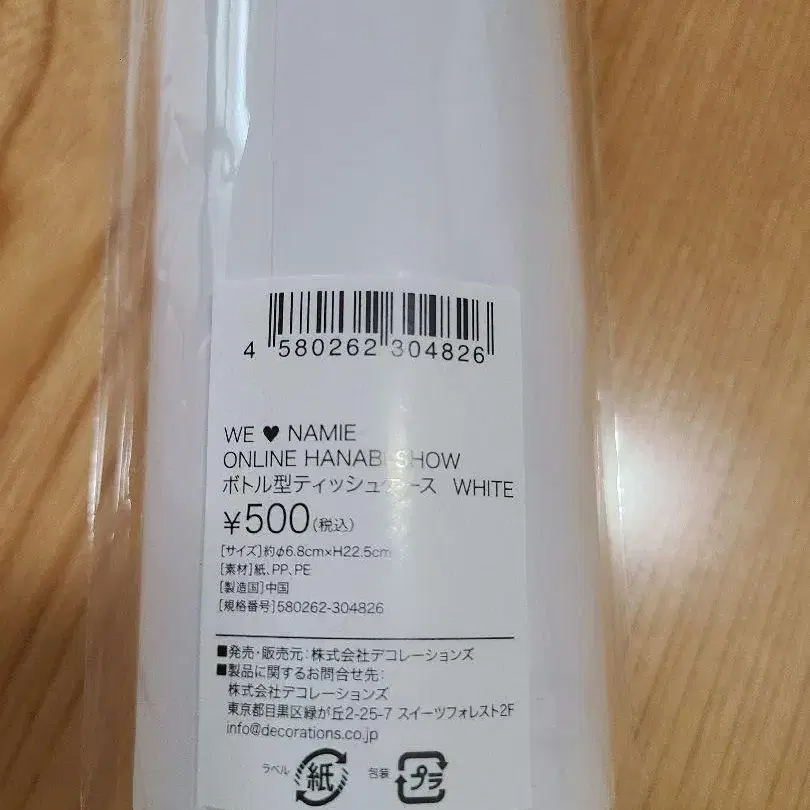 4 580262 304826
WE ♥ NAMIE
ONLINE HANABI SHOW
ボトル型ティッシュケース WHITE
¥500(税込)
[サイズ]約φ6.8cm×H22.5cm
[素材]紙、PP、PE
[製造国]中国
[規格番号]580262-304826
■発売・販売元:株式会社デコレーションズ
■製品に関するお問合せ先:
株式会社デコレーションズ
東京都目黒区緑が丘2-25-7 スイーツフォレスト2F
info@decorations.co.jp
ラベル 紙 包装 プラ